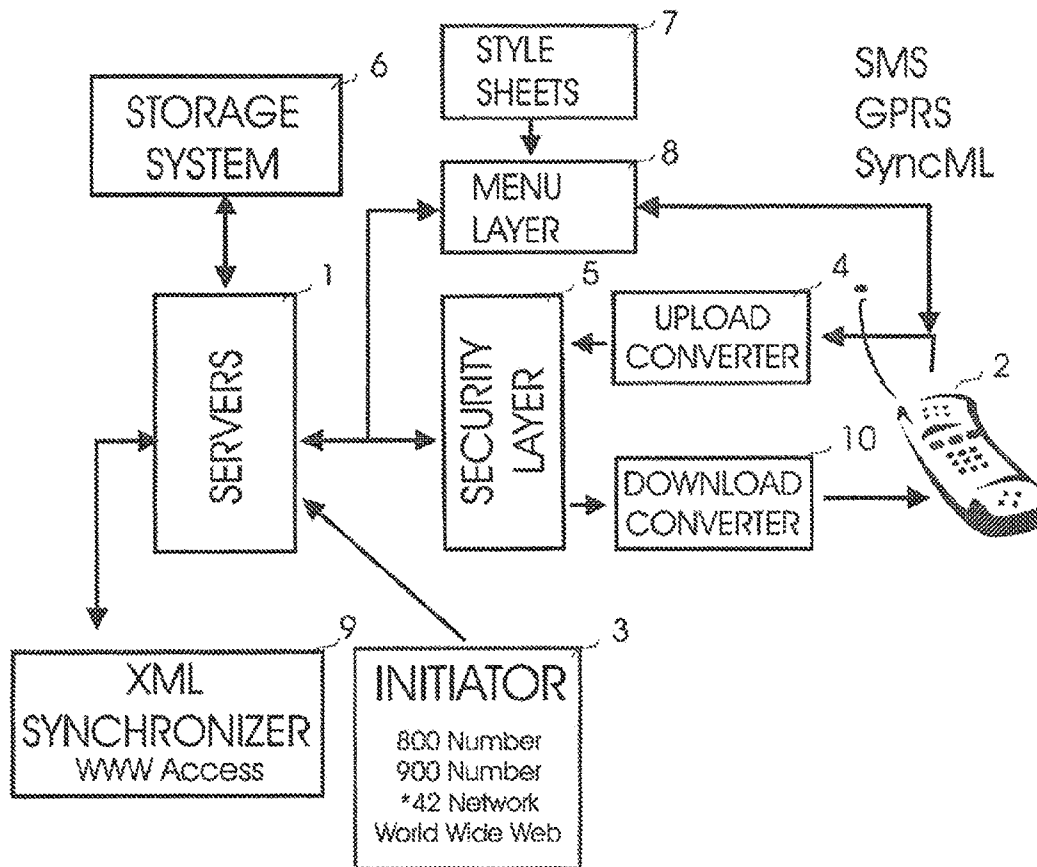 7
STYLE
SHEETS
6
STORAGE
SYSTEM
SMS
GPRS
SyncML
8
MENU
LAYER
1
SERVERS
5
SECURITY
LAYER
4
UPLOAD
CONVERTER
2
10
DOWNLOAD
CONVERTER
9
XML
SYNCHRONIZER
WWW Access
3
INITIATOR
800 Number
900 Number
*42 Network
World Wide Web